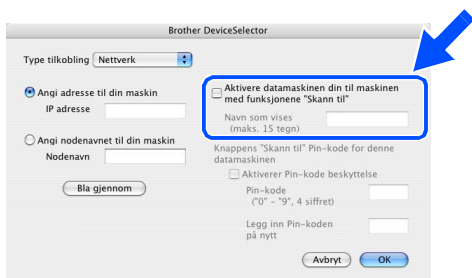 Brother DeviceSelector
Type tilkobling Nettverk
Angi adresse til din maskin
IP adresse
Angi nodenavnet til din maskin
Nodenavn
Bla gjennom
Aktivere datamaskinen din til maskinen
med funksjonene "Skann til"
Navn som vises
(maks. 15 tegn)
Knappens "Skann til" Pin-kode for denne
datamaskinen
Aktiverer Pin-kode beskyttelse
Pin-kode
("0" – "9", 4 siffret)
Legg inn Pin-koden
på nytt
Avbryt OK